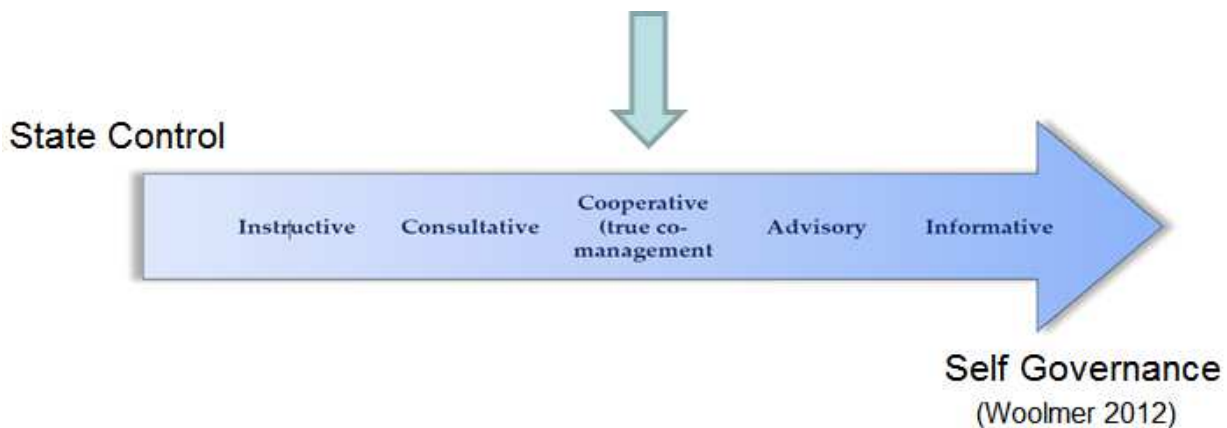 State Control
Instructive
Consultative
Cooperative
(true co-
management
Advisory
Informative
Self Governance
(Woolmer 2012)